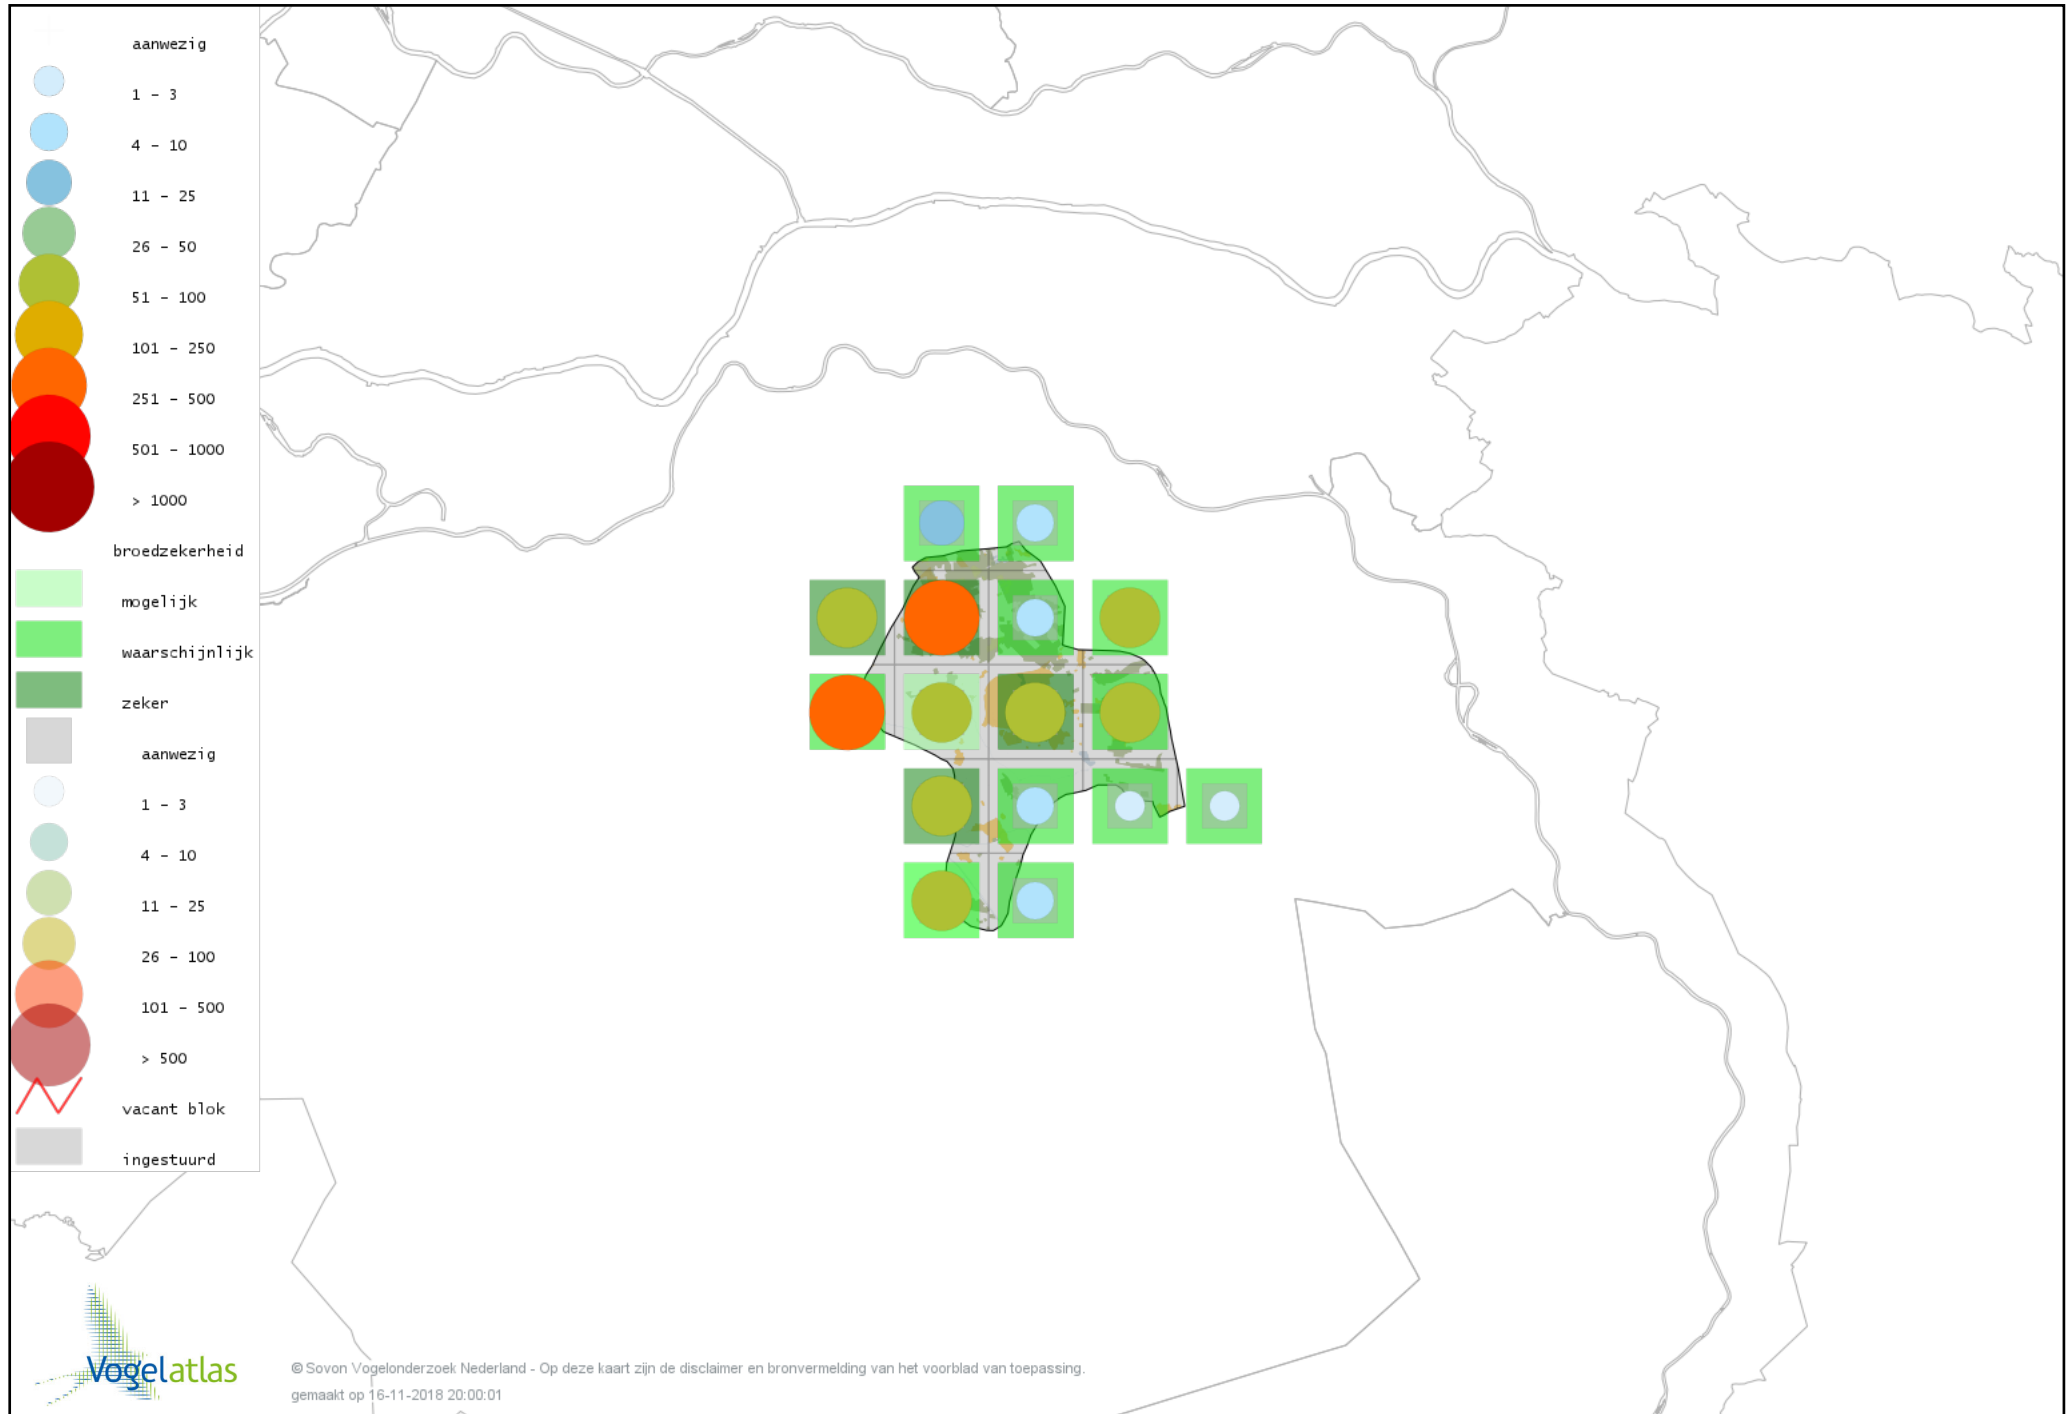 aanwezig
1 - 3
4 - 10
11 - 25
26 - 50
51 - 100
101 - 250
251 - 500
501 - 1000
> 1000
broedzekerheid
mogelijk
waarschijnlijk
zeker
aanwezig
1 - 3
4 - 10
11 - 25
26 - 100
101 - 500
> 500
vacant blok
ingestuurd
Vogelatlas
© Sovon Vogelonderzoek Nederland - Op deze kaart zijn de disclaimer en bronvermelding van het voorblad van toepassing.
gemaakt op 16-11-2018 20:00:01